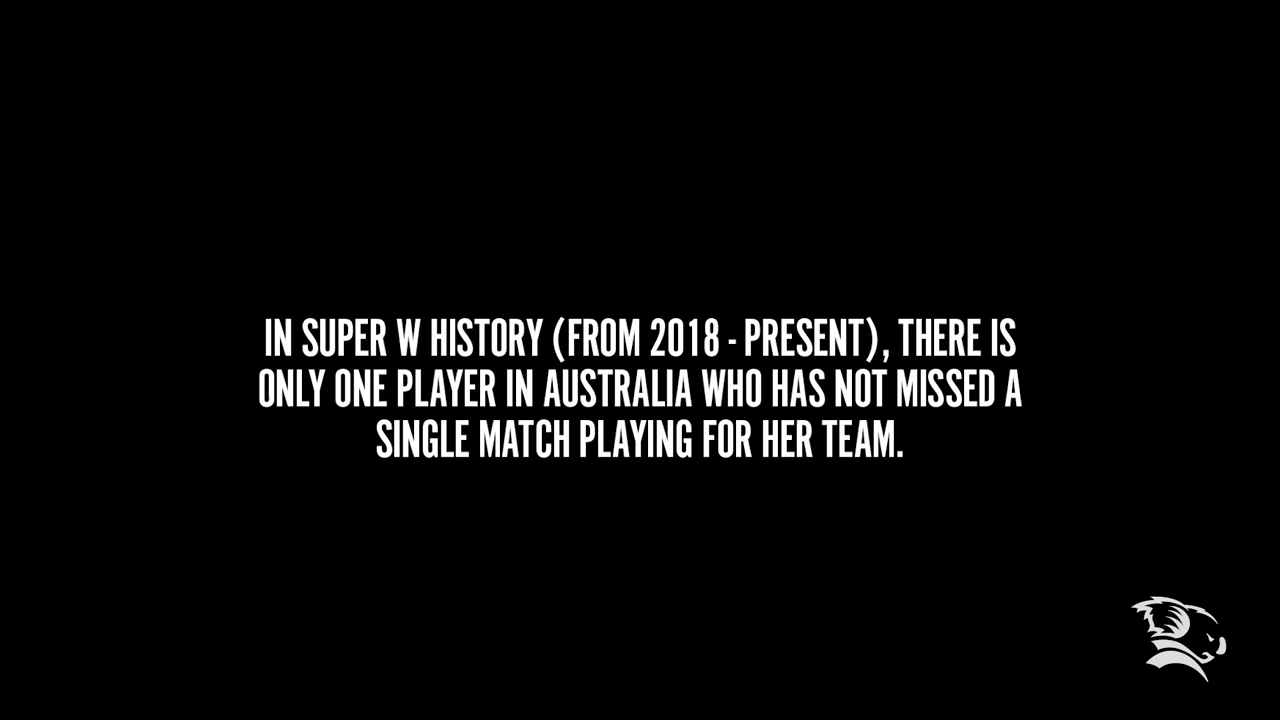 IN SUPER W HISTORY (FROM 2018 - PRESENT), THERE IS
ONLY ONE PLAYER IN AUSTRALIA WHO HAS NOT MISSED A
SINGLE MATCH PLAYING FOR HER TEAM.